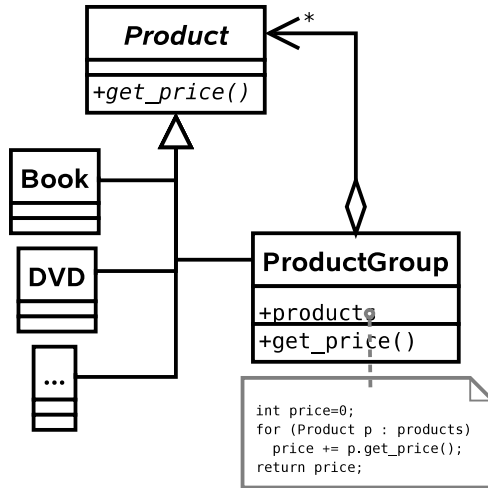 Product
*
+get_price()
Book
DVD
...
ProductGroup
+products
+get_price()
int price=0;
for (Product p : products)
price += p.get_price();
return price;